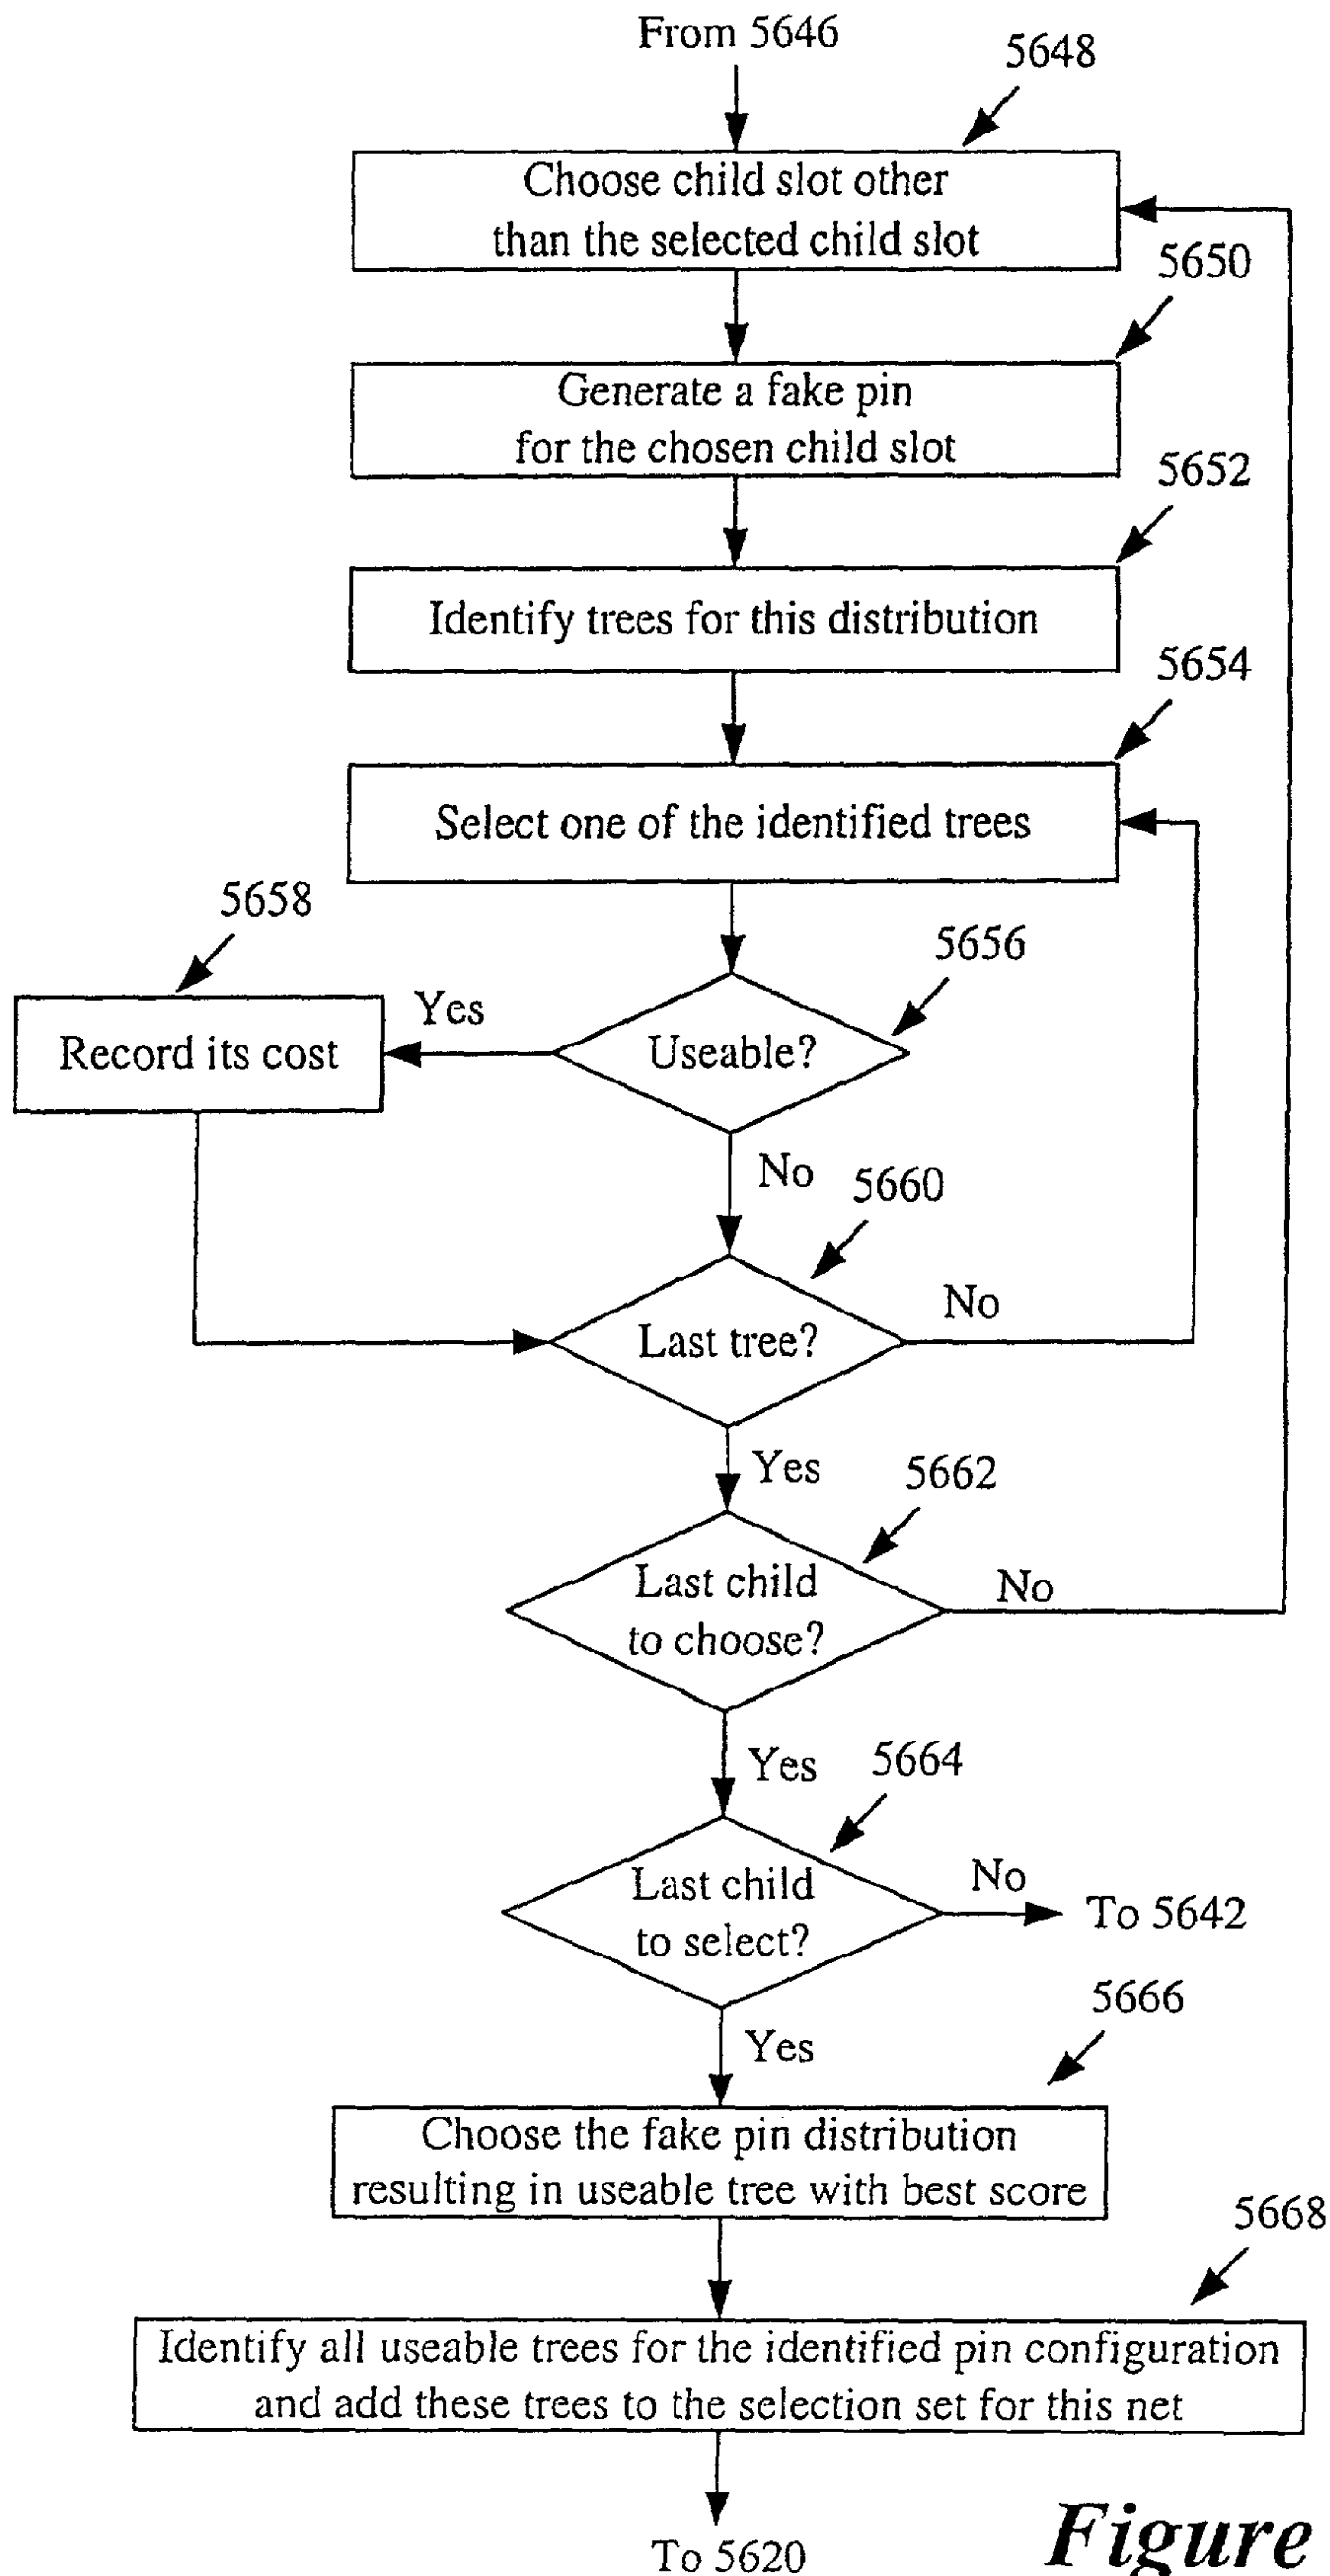 From 5646
5648
Choose child slot other
than the selected child slot
5650
Generate a fake pin
for the chosen child slot
5652
Identify trees for this distribution
5654
Select one of the identified trees
5658
5656
Yes
Record its cost
Useable?
No
5660
No
Last tree?
Yes
5662
Last child
to choose?
No
Yes
5664
Last child
to select?
No
To 5642
5666
Yes
Choose the fake pin distribution
resulting in useable tree with best score
5668
Identify all useable trees for the identified pin configuration
and add these trees to the selection set for this net
To 5620
Figure